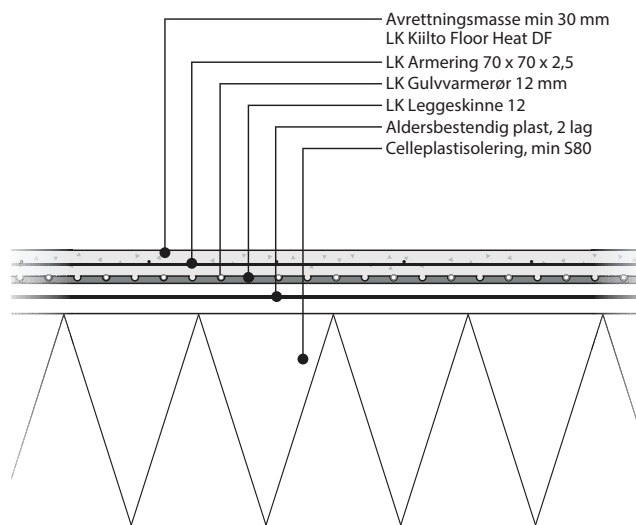 Avrettningsmasse min 30 mm
LK Kiilto Floor Heat DF
LK Armering 70 x 70 x 2,5
LK Gulvvarmerør 12 mm
LK Leggeskinne 12
Aldersbestendig plast, 2 lag
Celleplastisolering, min S80